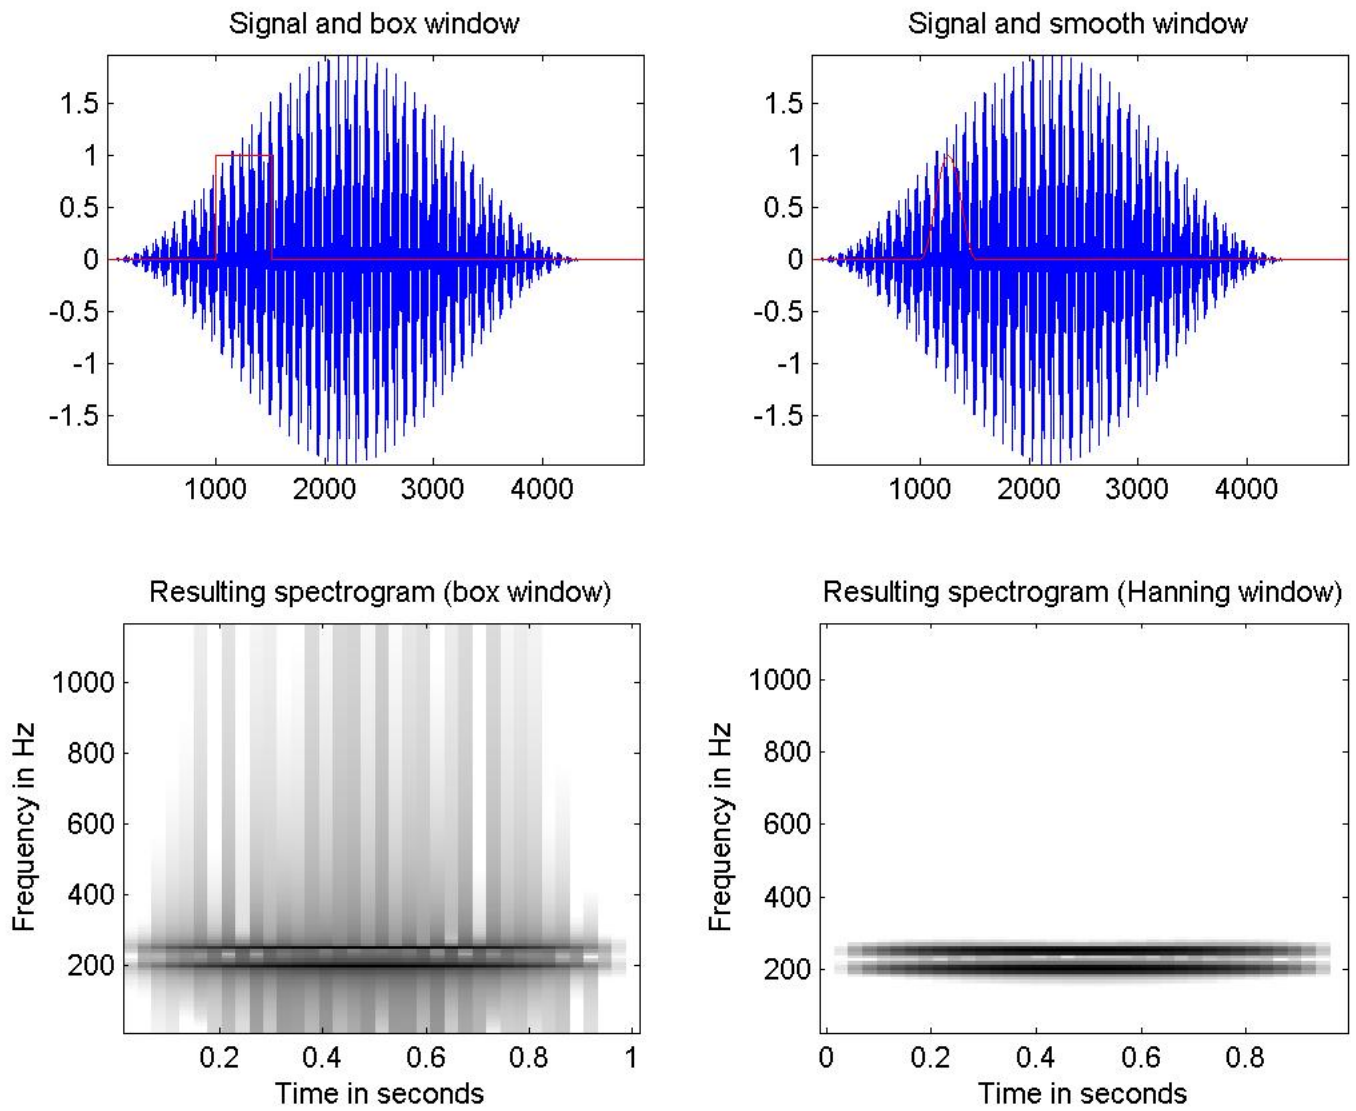 Signal and box window
1.5
1
0.5
0
-0.5
-1
-1.5
1000 2000 3000 4000
Signal and smooth window
1.5
1
0.5
0
-0.5
-1
-1.5
1000 2000 3000 4000
Resulting spectrogram (box window)
Frequency in Hz
1000
800
600
400
200
0.2 0.4 0.6 0.8 1
Time in seconds
Resulting spectrogram (Hanning window)
Frequency in Hz
1000
800
600
400
200
0 0.2 0.4 0.6 0.8
Time in seconds